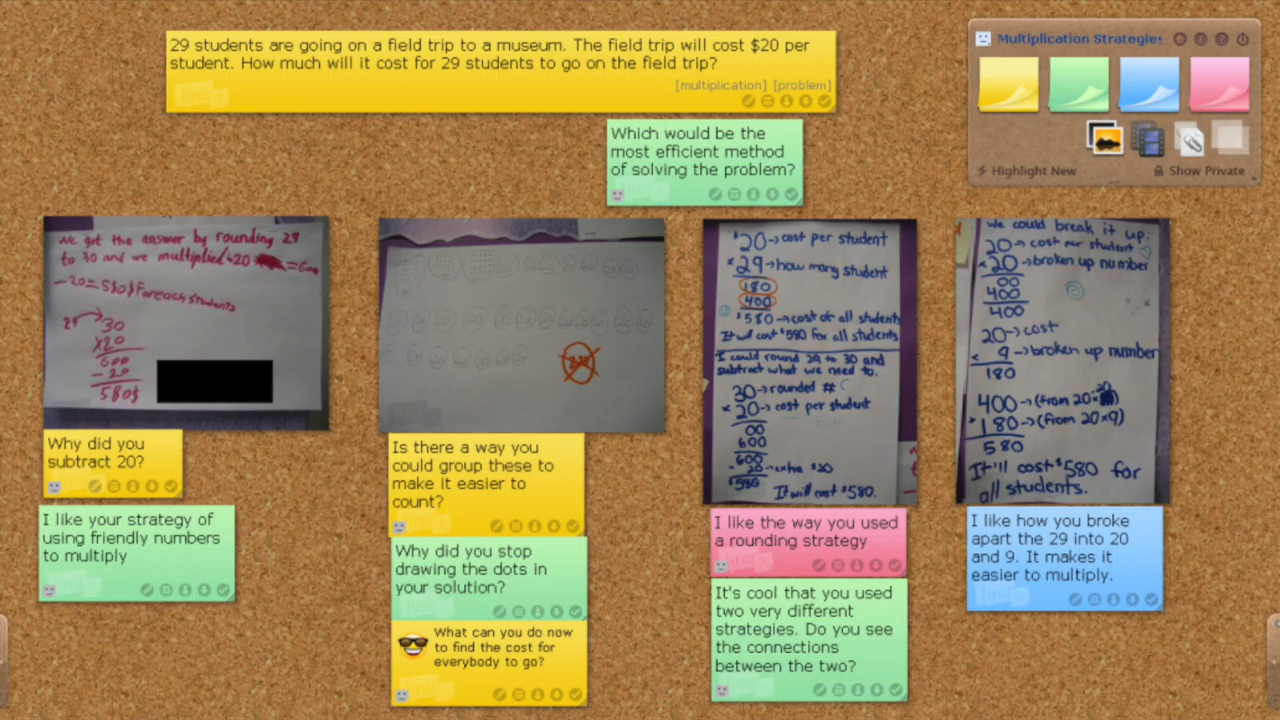 29 students are going on a field trip to a museum. The field trip will cost $20 per
student. How much will it cost for 29 students to go on the field trip?
[multiplication] [problem]
Multiplication Strategies
Highlight New
Show Private
Which would be the
most efficient method
of solving the problem?
We got the answer by rounding 29
to 30 and we multiplied 20 =600
-20=580$ for each students
29 30
x20
600
-20
580$
Why did you
subtract 20?
I like your strategy of
using friendly numbers
to multiply
Is there a way you
could group these to
make it easier to
count?
Why did you stop
drawing the dots in
your solution?
What can you do now
to find the cost for
everybody to go?
$20→cost per student
x 29→how many student
180
400
$580→cost of all students
It will cost $580 for all students
I could round 29 to 30 and
subtract what we need to.
30→rounded #
x 20→cost per student
00
600
600
-20→extra $20
$580
It will cost $580.
I like the way you used
a rounding strategy
It's cool that you used
two very different
strategies. Do you see
the connections
between the two?
We could break it up:
20→cost per student
x 20→broken up number
00
400
400
20→cost
x 9→broken up number
180
400→(from 20x20)
+180→(from 20x9)
580
It'll cost $580 for
all students.
I like how you broke
apart the 29 into 20
and 9. It makes it
easier to multiply.